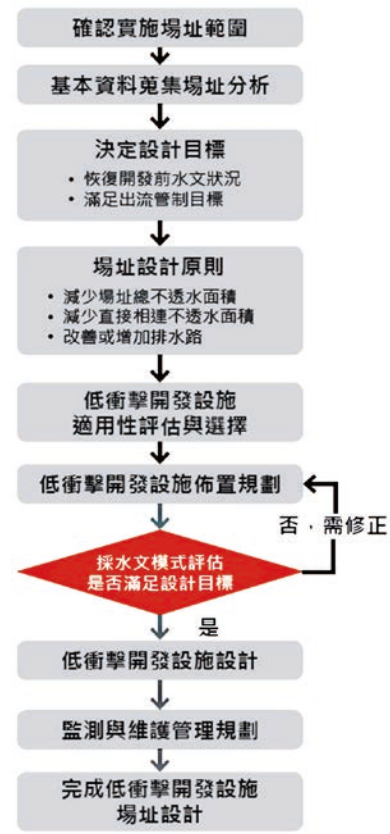 確認實施場址範圍
基本資料蒐集場址分析
決定設計目標
• 恢復開發前水文狀況
• 滿足出流管制目標
場址設計原則
• 減少場址總不透水面積
• 減少直接相連不透水面積
• 改善或增加排水路
低衝擊開發設施
適用性評估與選擇
低衝擊開發設施佈置規劃
否，需修正
採水文模式評估
是否滿足設計目標
是
低衝擊開發設施設計
監測與維護管理規劃
完成低衝擊開發設施
場址設計